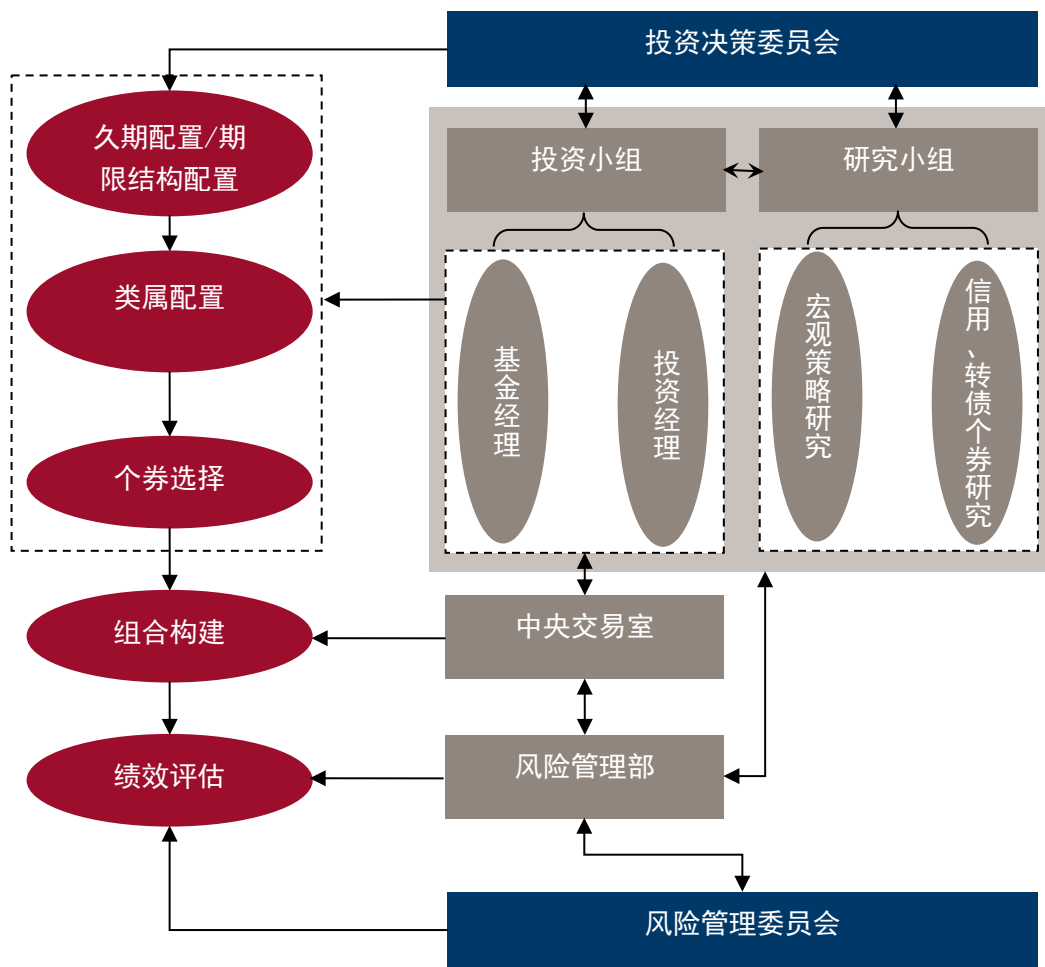 投资决策委员会
久期配置/期
限结构配置
投资小组
研究小组
类属配置
基金经理
投资经理
宏观策略研究
信用、转债个券研究
个券选择
组合构建
中央交易室
绩效评估
风险管理部
风险管理委员会